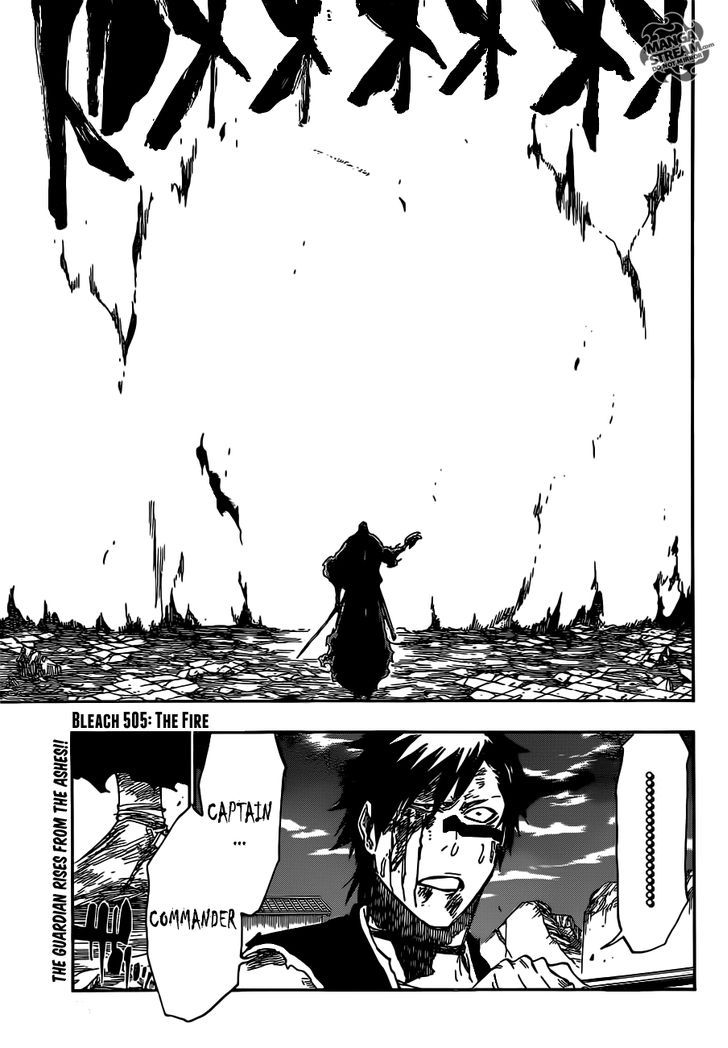 MANGA
STREAM
BLEACH 505: THE FIRE
THE GUARDIAN RISES FROM THE ASHES!!
CAPTAIN
...
COMMANDER